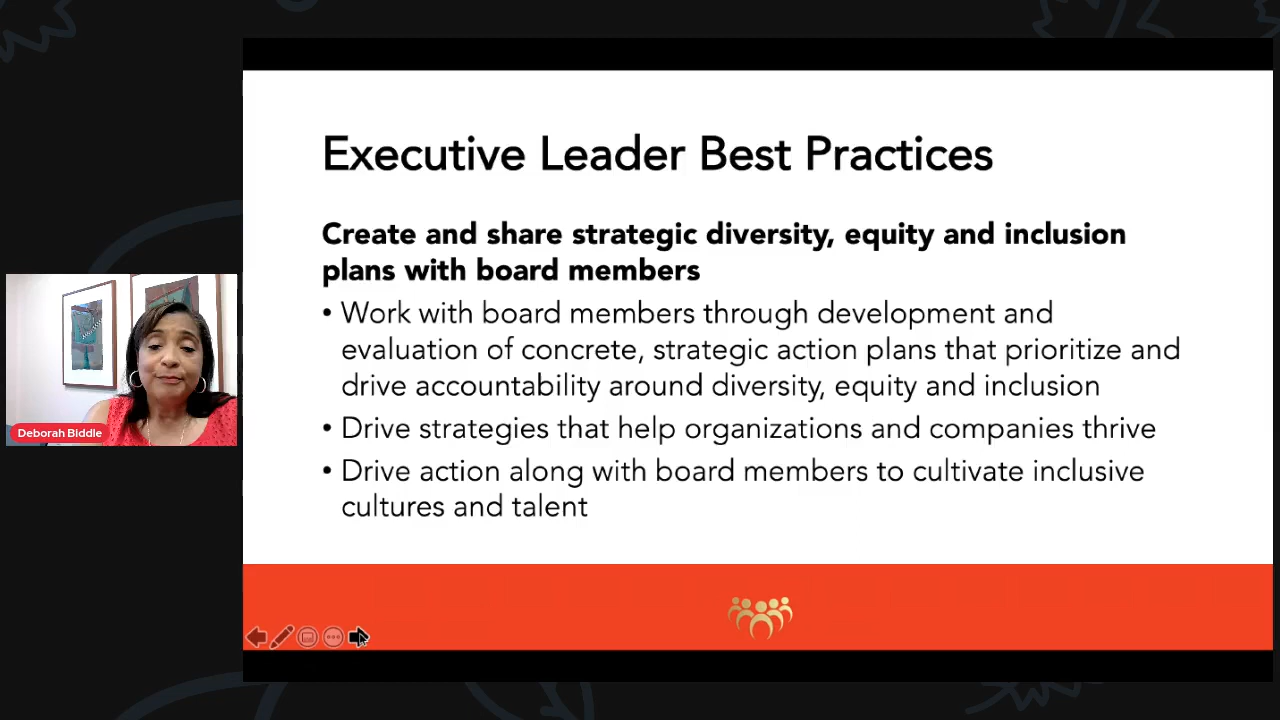 Executive Leader Best Practices
Create and share strategic diversity, equity and inclusion
plans with board members
• Work with board members through development and
evaluation of concrete, strategic action plans that prioritize and
drive accountability around diversity, equity and inclusion
• Drive strategies that help organizations and companies thrive
• Drive action along with board members to cultivate inclusive
cultures and talent
Deborah Biddle